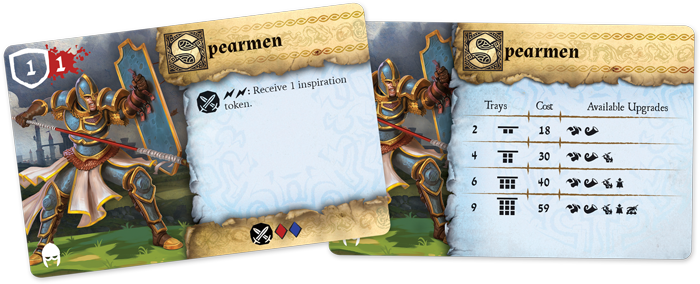 Spearmen
1 1
: Receive 1 inspiration
token.
Spearmen
Trays Cost Available Upgrades
2 18
4 30
6 40
9 59